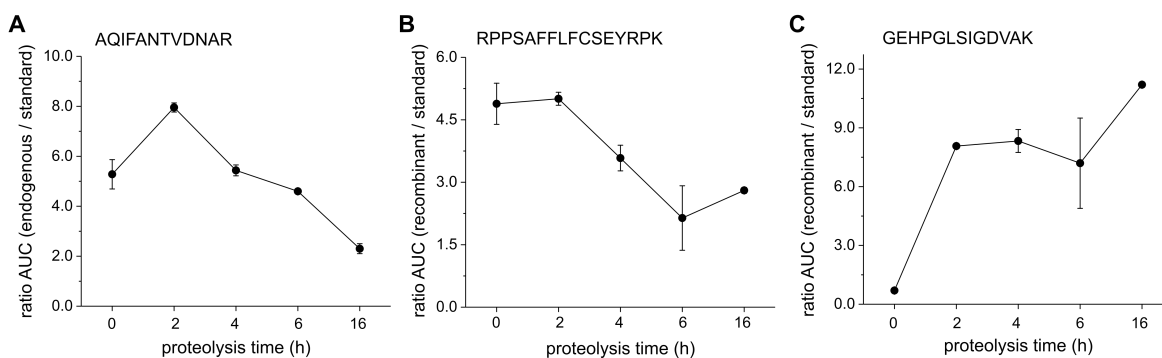 A
AQIFANTVDNAR
10.0
8.0
6.0
4.0
2.0
0.0
ratio AUC (endogenous / standard)
0
2
4
6
16
proteolysis time (h)
B
RPPSAFFLFCSEYRPK
6.0
4.5
3.0
1.5
0.0
ratio AUC (recombinant / standard)
0
2
4
6
16
proteolysis time (h)
C
GEHPGLSIGDVAK
12.0
9.0
6.0
3.0
0.0
ratio AUC (recombinant / standard)
0
2
4
6
16
proteolysis time (h)